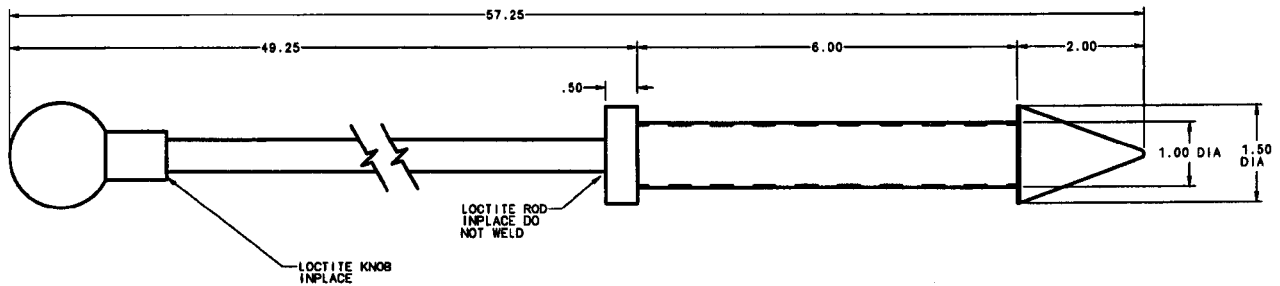 57.25
49.25
6.00
2.00
.50
1.00 DIA
1.50
DIA
LOCTITE ROD
INPLACE DO
NOT WELD
LOCTITE KNOB
INPLACE